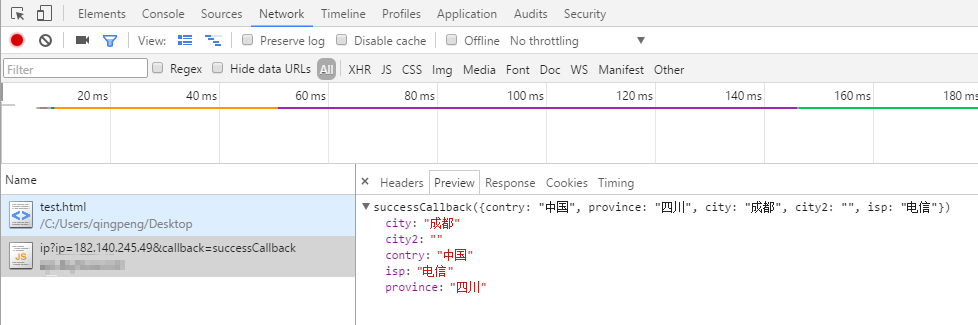 Elements Console Sources Network Timeline Profiles Application Audits Security
View: Preserve log Disable cache Offline No throttling
Filter Regex Hide data URLs All XHR JS CSS Img Media Font Doc WS Manifest Other
20 ms 40 ms 60 ms 80 ms 100 ms 120 ms 140 ms 160 ms 180 ms
Name
test.html
/C:/Users/qingpeng/Desktop
JS
ip?ip=182.140.245.49&callback=successCallback
× Headers Preview Response Cookies Timing
successCallback({contry: "中国", province: "四川", city: "成都", city2: "", isp: "电信"})
city: "成都"
city2: ""
contry: "中国"
isp: "电信"
province: "四川"